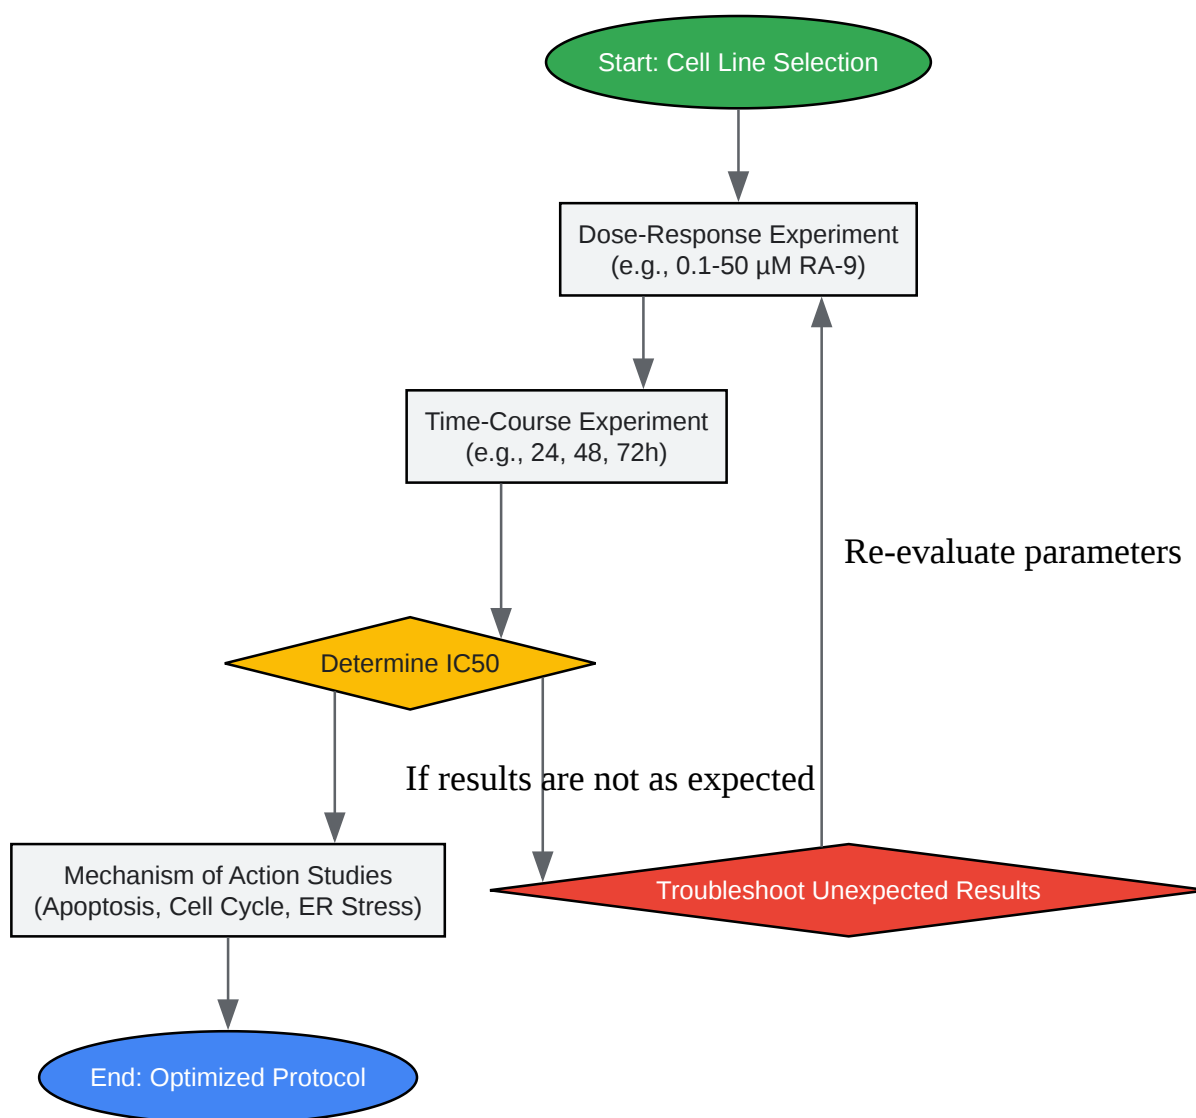 Start: Cell Line Selection
Dose-Response Experiment
(e.g., 0.1-50 µM RA-9)
Time-Course Experiment
(e.g., 24, 48, 72h)
Re-evaluate parameters
Determine IC50
If results are not as expected
Mechanism of Action Studies
(Apoptosis, Cell Cycle, ER Stress)
Troubleshoot Unexpected Results
End: Optimized Protocol